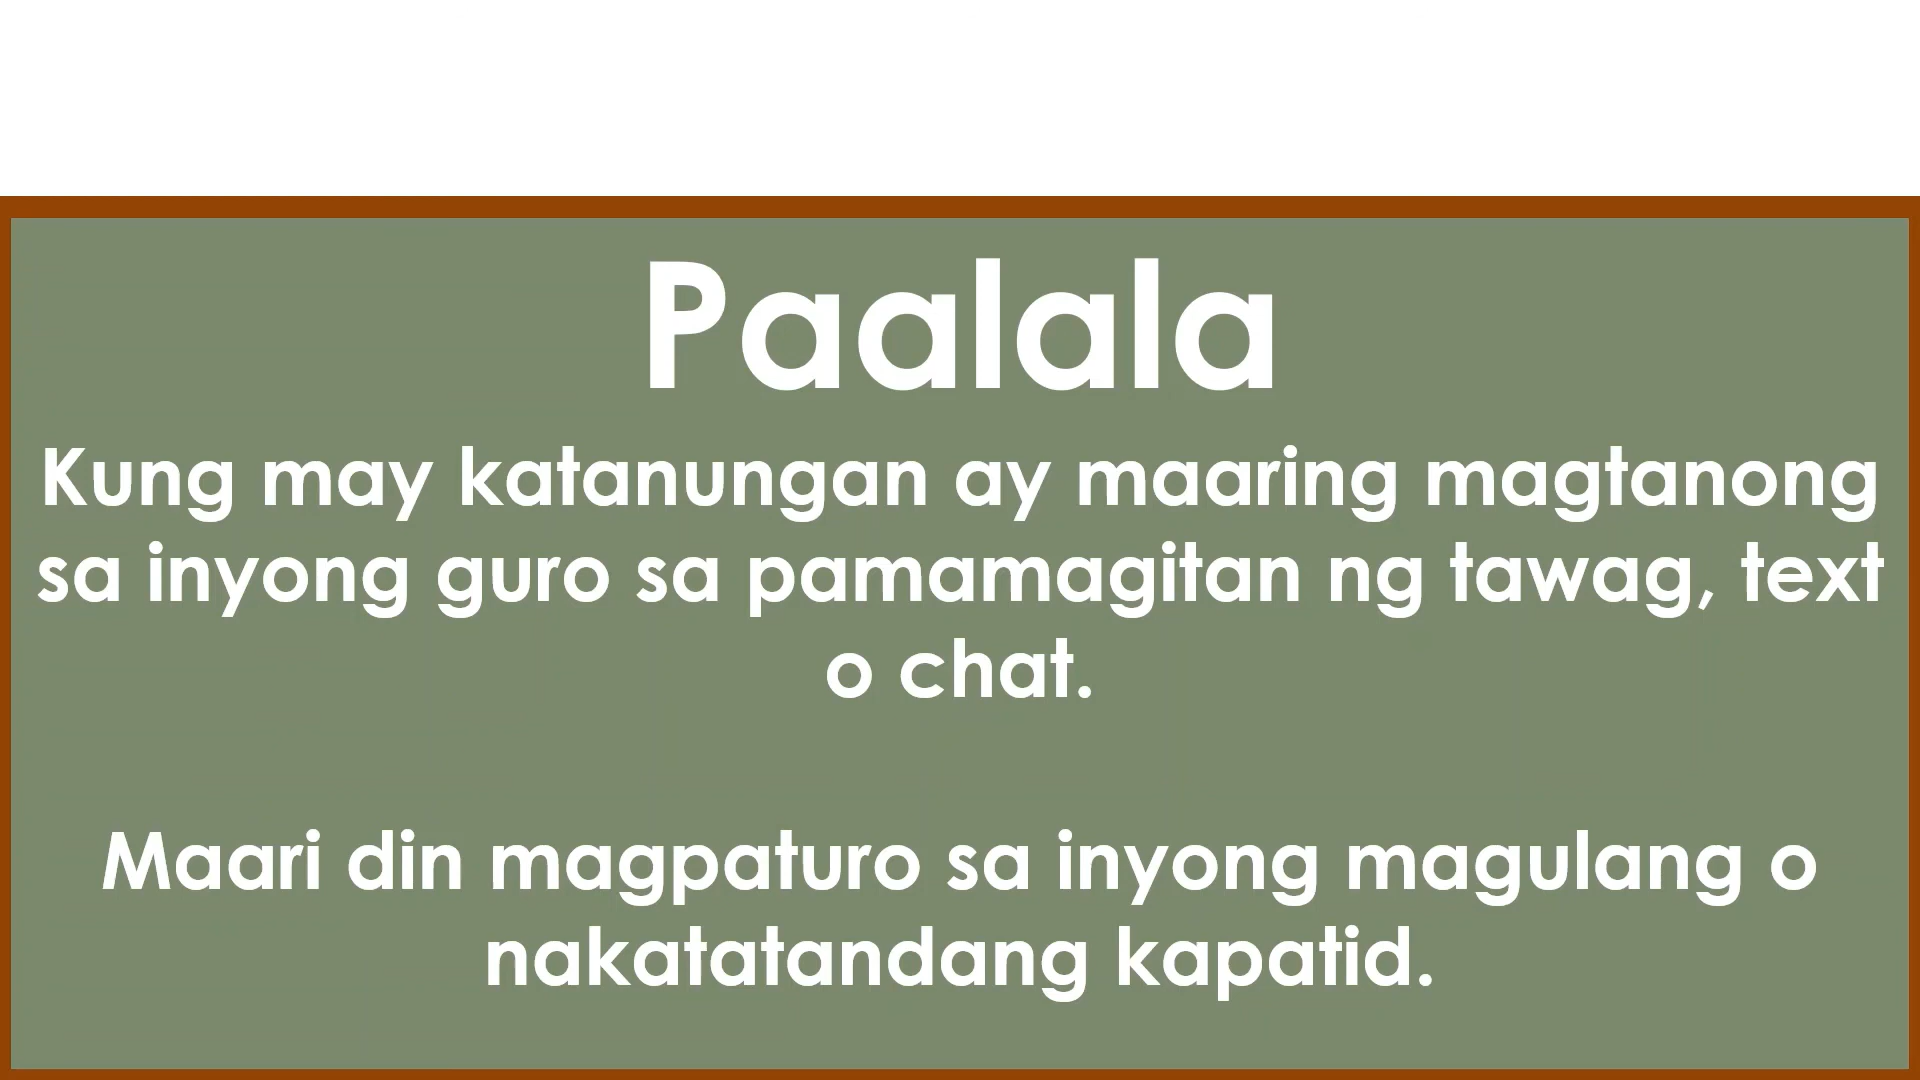 Paalala
Kung may katanungan ay maaring magtanong
sa inyong guro sa pamamagitan ng tawag, text
o chat.
Maari din magpaturo sa inyong magulang o
nakatatandang kapatid.